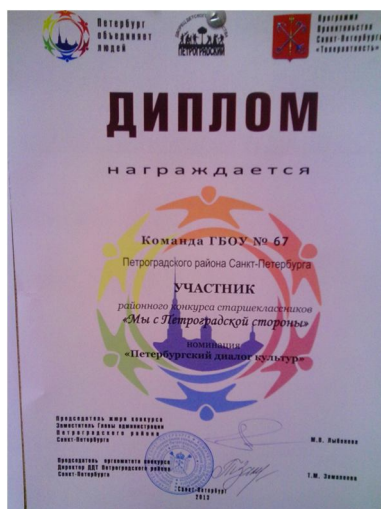 Петербург
объединяет
людей
ПЕТРОГРАДСКИЙ
Программа
Правительства
Санкт-Петербурга
«Толерантность»
ДИПЛОМ
награждается
Команда ГБОУ № 67
Петроградского района Санкт-Петербурга
УЧАСТНИК
районного конкурса старшеклассников
«Мы с Петроградской стороны»
номинация
«Петербургский диалог культур»
Председатель жюри конкурса
Заместитель Главы администрации
Петроградского района
Санкт-Петербурга
Председатель оргкомитета конкурса
Директор ДДТ Петроградского района
Санкт-Петербурга
Санкт-Петербург
2013